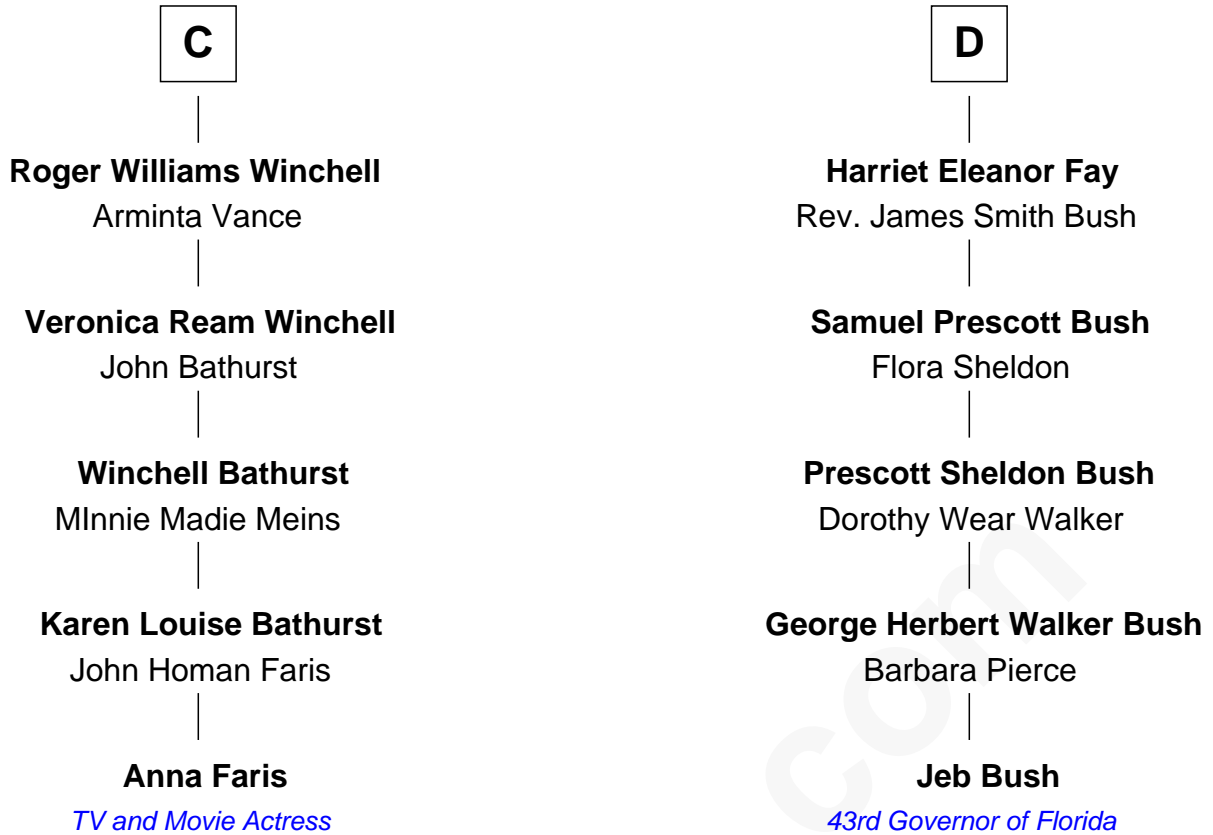 C
Roger Williams Winchell
Arminta Vance
Veronica Ream Winchell
John Bathurst
Winchell Bathurst
MInnie Madie Meins
Karen Louise Bathurst
John Homan Faris
Anna Faris
TV and Movie Actress
D
Harriet Eleanor Fay
Rev. James Smith Bush
Samuel Prescott Bush
Flora Sheldon
Prescott Sheldon Bush
Dorothy Wear Walker
George Herbert Walker Bush
Barbara Pierce
Jeb Bush
43rd Governor of Florida
com